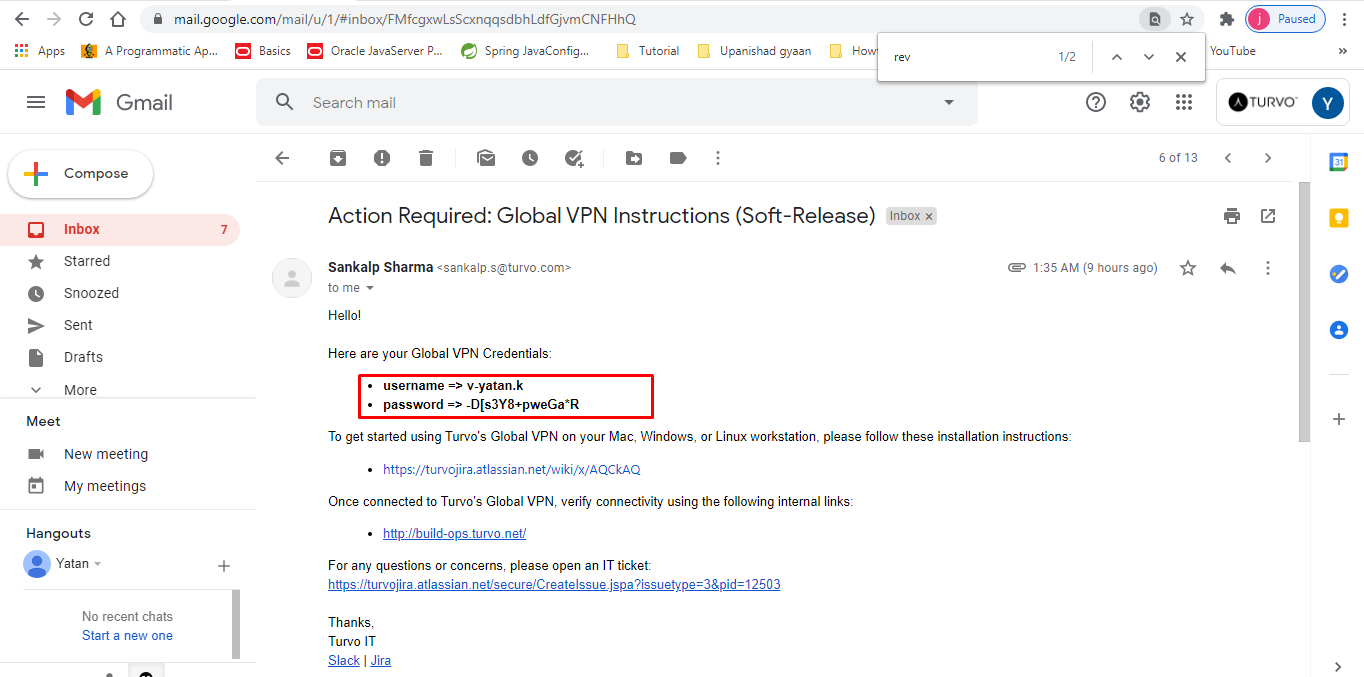 mail.google.com/mail/u/1/#inbox/FMfcgxwLsScxnqqsdbhLdfGjvmCNFHhQ
j Paused
Apps A Programmatic Ap... Basics Oracle JavaServer P... Spring JavaConfig... Tutorial Upanishad gyaan How YouTube »
rev 1/2
Gmail
Search mail
TURVO Y
Compose
6 of 13
31
Inbox 7
Starred
Snoozed
Sent
Drafts
More
Meet
New meeting
My meetings
Hangouts
Yatan
No recent chats
Start a new one
Action Required: Global VPN Instructions (Soft-Release) Inbox ×
Sankalp Sharma <sankalp.s@turvo.com> 1:35 AM (9 hours ago)
to me
Hello!
Here are your Global VPN Credentials:
• username => v-yatan.k
• password => -D[s3Y8+pweGa*R
To get started using Turvo's Global VPN on your Mac, Windows, or Linux workstation, please follow these installation instructions:
• https://turvojira.atlassian.net/wiki/x/AQCkAQ
Once connected to Turvo's Global VPN, verify connectivity using the following internal links:
• http://build-ops.turvo.net/
For any questions or concerns, please open an IT ticket:
https://turvojira.atlassian.net/secure/CreateIssue.jspa?issuetype=3&pid=12503
Thanks,
Turvo IT
Slack | Jira